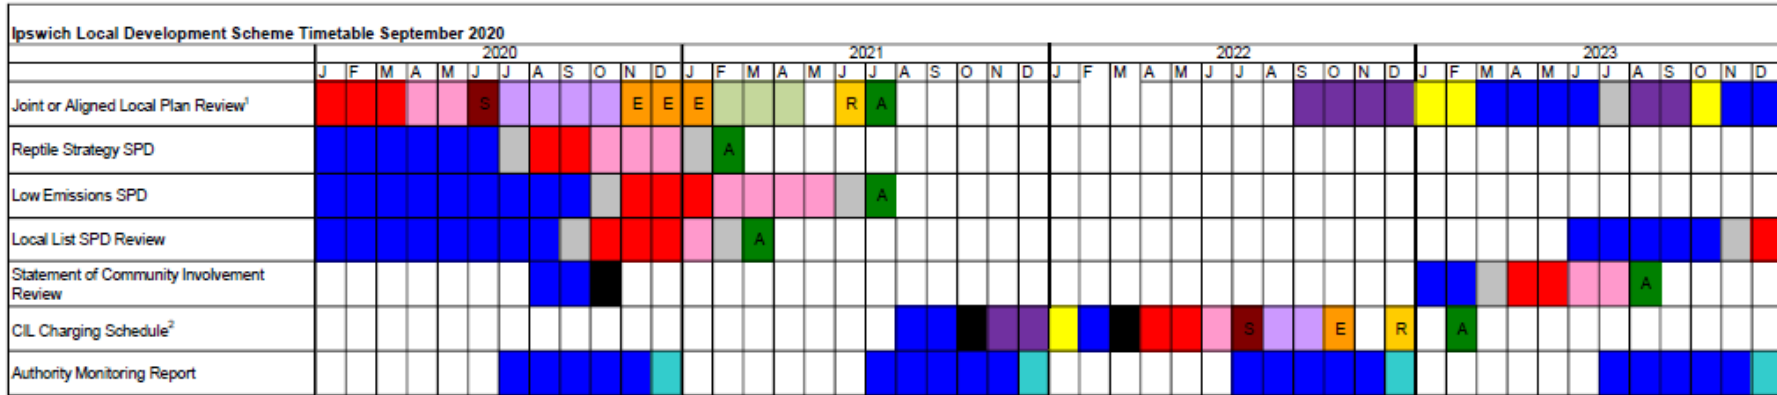 Ipswich Local Development Scheme Timetable September 2020
2020 2021 2022 2023
J F M A M J J A S O N D J F M A M J J A S O N D J F M A M J J A S O N D J F M A M J J A S O N D
Joint or Aligned Local Plan Review¹ S E E E R A
Reptile Strategy SPD A
Low Emissions SPD A
Local List SPD Review A
Statement of Community Involvement
Review A
CIL Charging Schedule² S E R A
Authority Monitoring Report